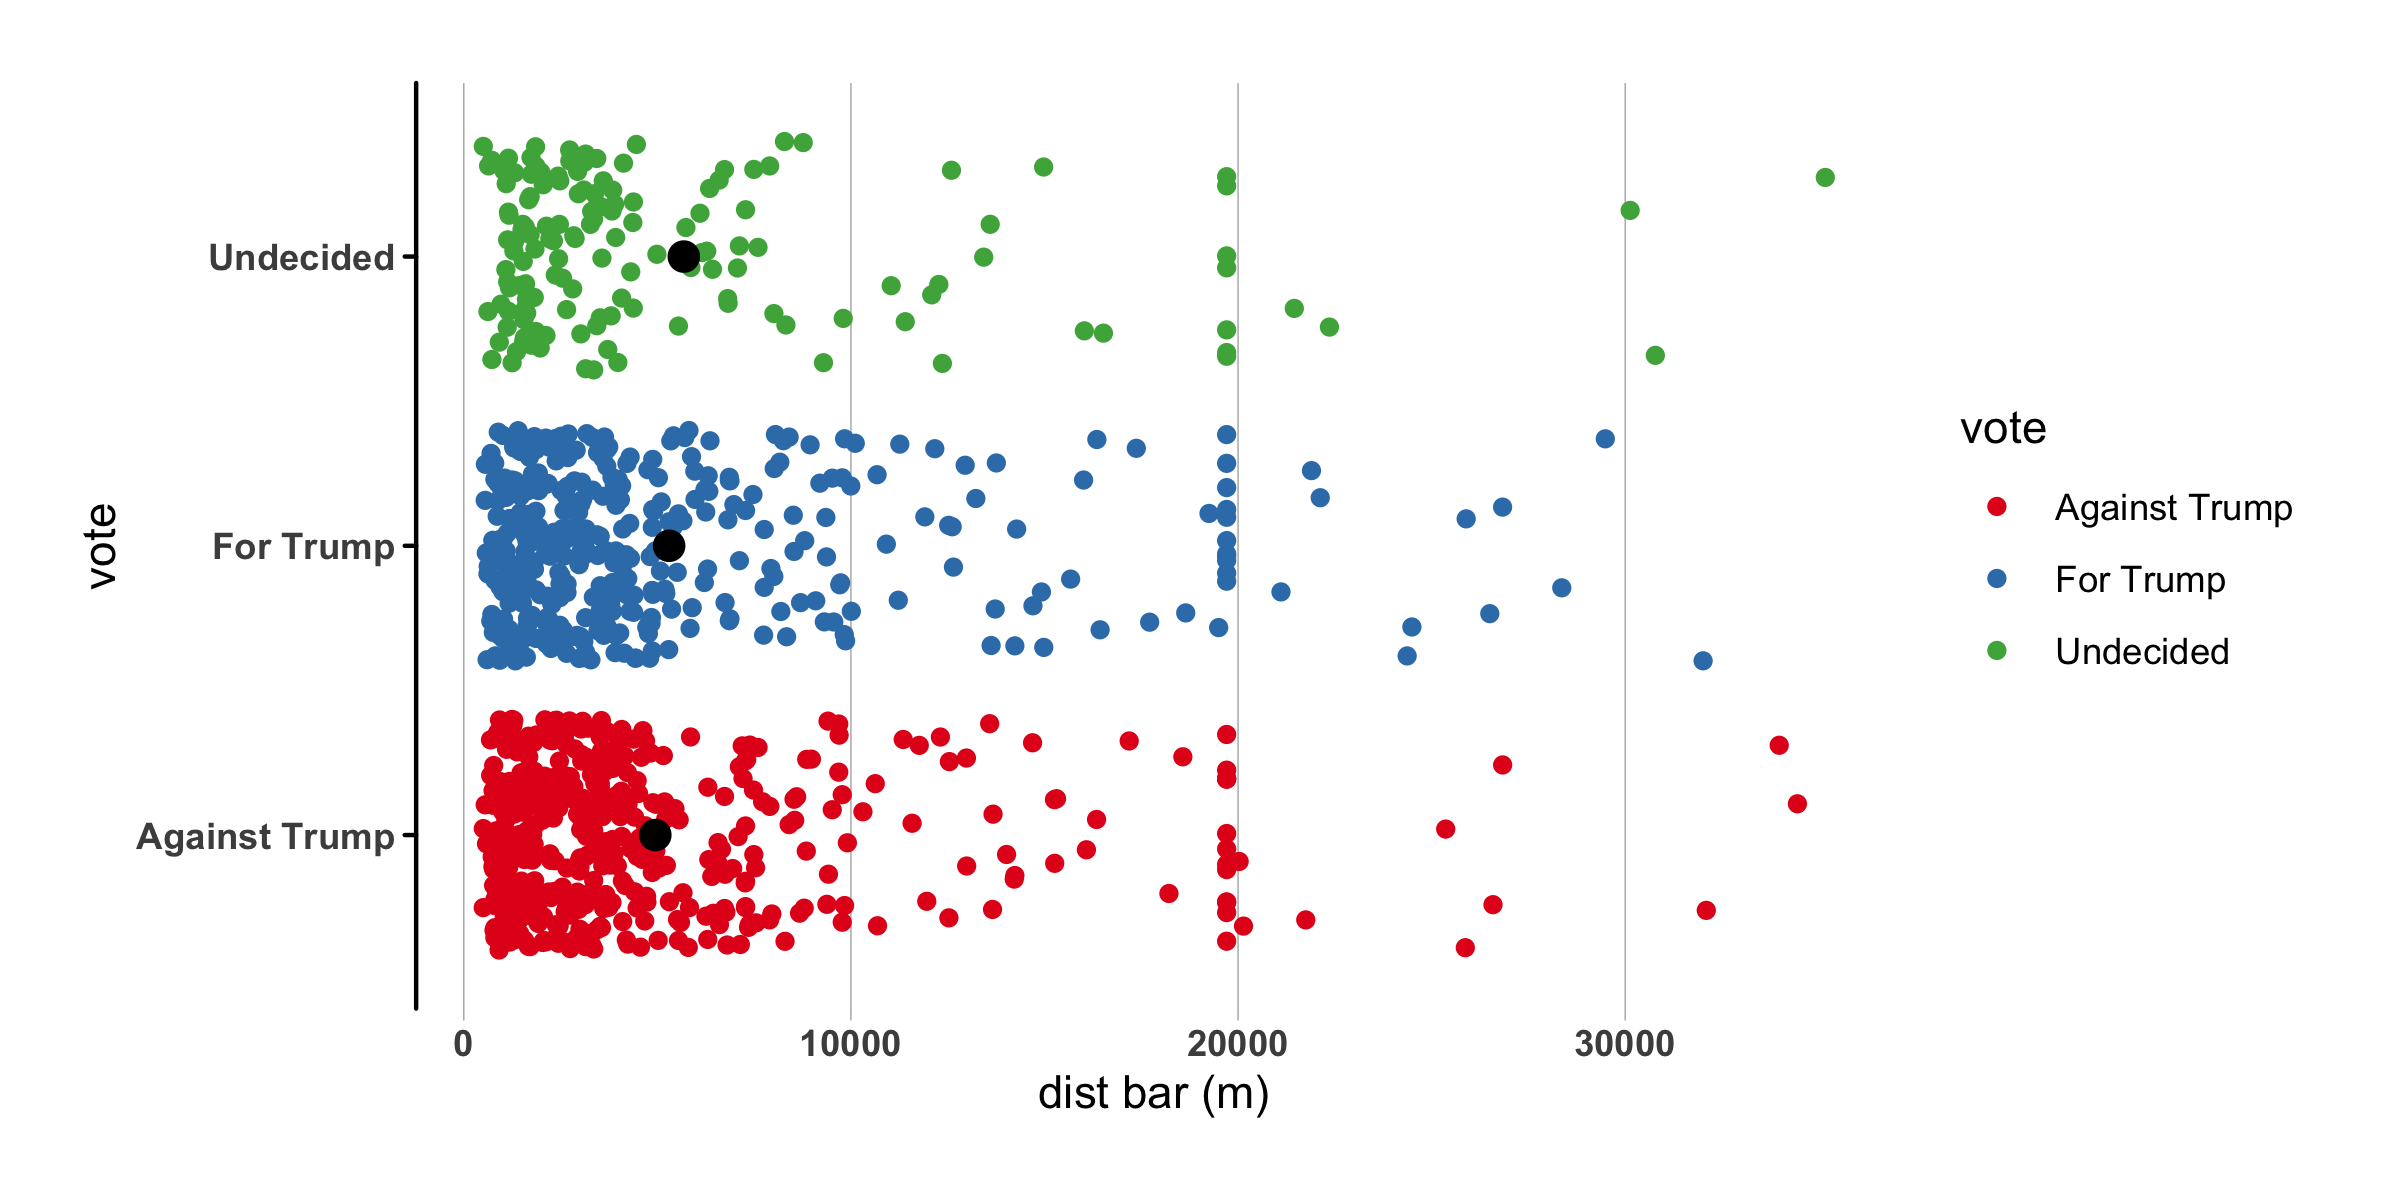 vote
Undecided
For Trump
Against Trump
0 10000 20000 30000
dist bar (m)
vote
Against Trump
For Trump
Undecided